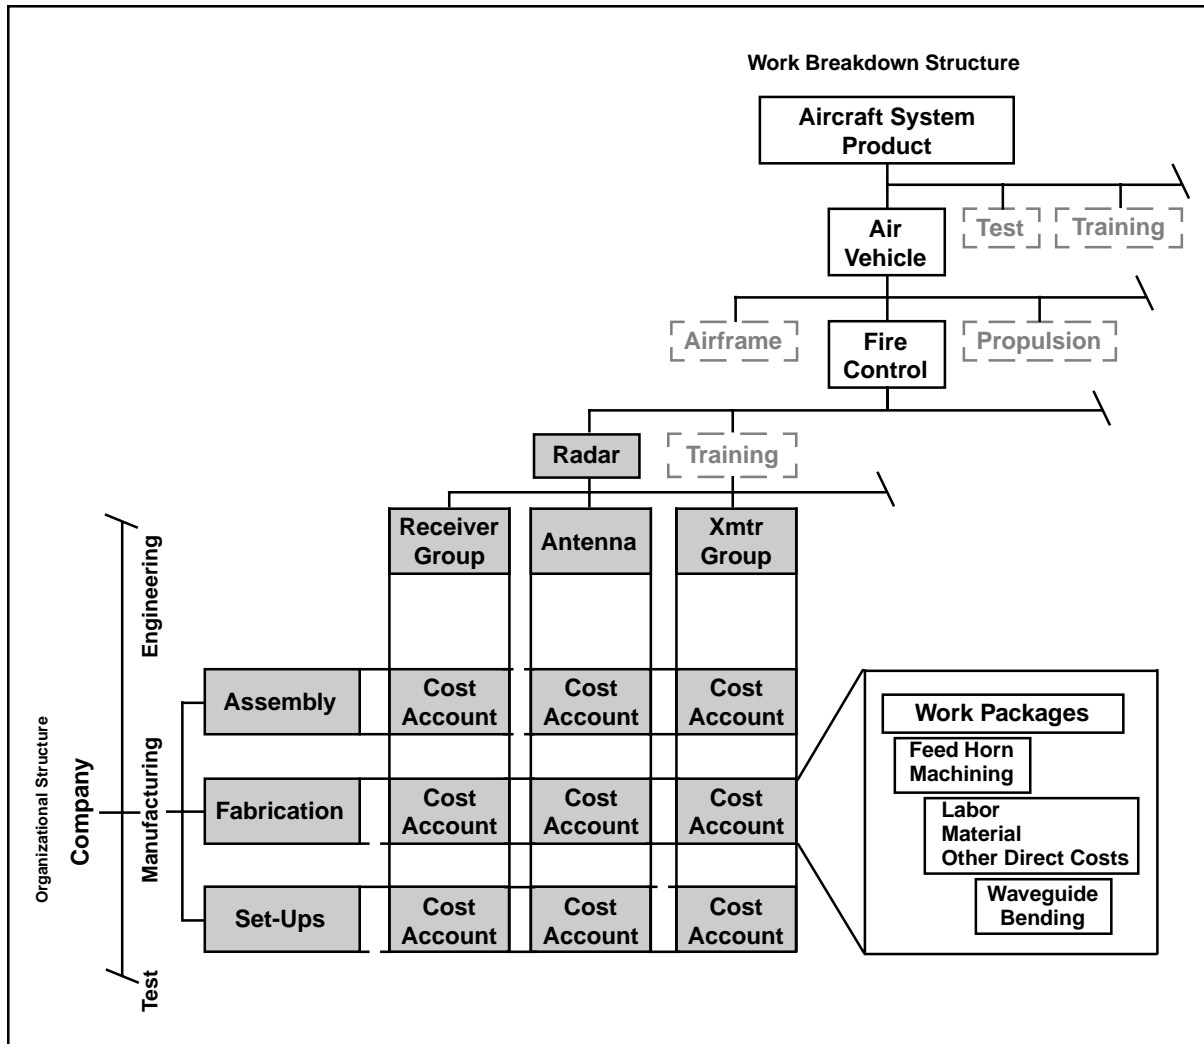 Work Breakdown Structure
Aircraft System
Product
Air
Vehicle
Test
Training
Airframe
Fire
Control
Propulsion
Radar
Training
Receiver
Group
Antenna
Xmtr
Group
Organizational Structure
Company
Engineering
Manufacturing
Test
Assembly
Cost
Account
Cost
Account
Cost
Account
Fabrication
Cost
Account
Cost
Account
Cost
Account
Set-Ups
Cost
Account
Cost
Account
Cost
Account
Work Packages
Feed Horn
Machining
Labor
Material
Other Direct Costs
Waveguide
Bending